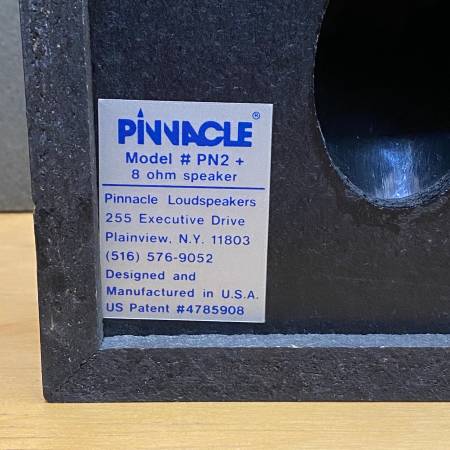 PINNACLE®
Model # PN2 +
8 ohm speaker
Pinnacle Loudspeakers
255 Executive Drive
Plainview, N.Y. 11803
(516) 576-9052
Designed and
Manufactured in U.S.A.
US Patent #4785908